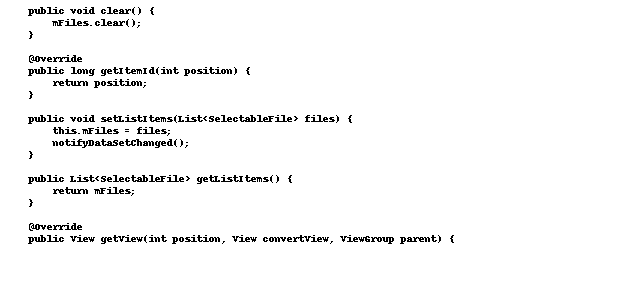 public void clear() {
mFiles.clear();
}
@Override
public long getItemId(int position) {
return position;
}
public void setListItems(List<SelectableFile> files) {
this.mFiles = files;
notifyDataSetChanged();
}
public List<SelectableFile> getListItems() {
return mFiles;
}
@Override
public View getView(int position, View convertView, ViewGroup parent) {